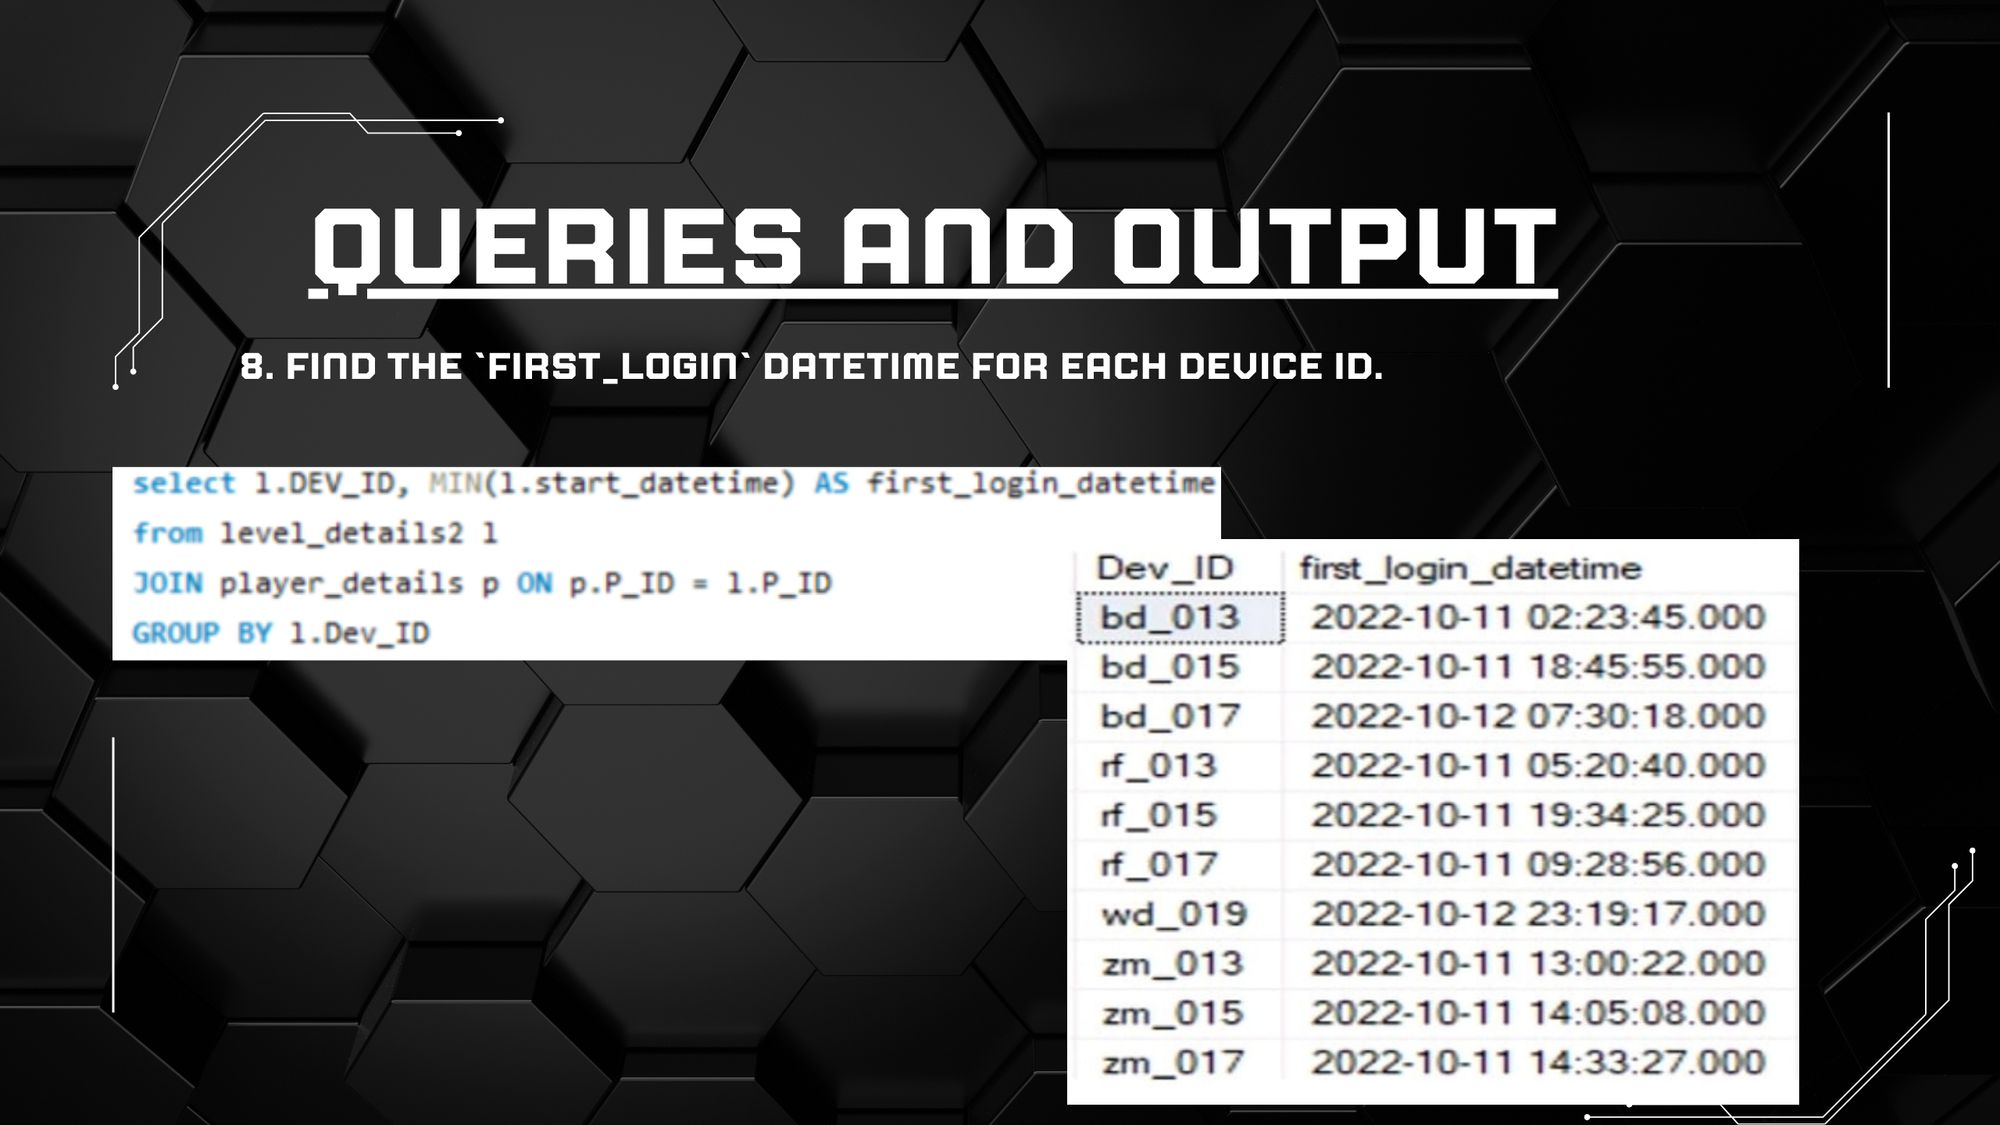 QUERIES AND OUTPUT
8. FIND THE `FIRST_LOGIN` DATETIME FOR EACH DEVICE ID.
select l.DEV_ID, MIN(l.start_datetime) AS first_login_datetime
from level_details2 l
JOIN player_details p ON p.P_ID = l.P_ID
GROUP BY l.Dev_ID
Dev_ID first_login_datetime
bd_013 2022-10-11 02:23:45.000
bd_015 2022-10-11 18:45:55.000
bd_017 2022-10-12 07:30:18.000
rf_013 2022-10-11 05:20:40.000
rf_015 2022-10-11 19:34:25.000
rf_017 2022-10-11 09:28:56.000
wd_019 2022-10-12 23:19:17.000
zm_013 2022-10-11 13:00:22.000
zm_015 2022-10-11 14:05:08.000
zm_017 2022-10-11 14:33:27.000